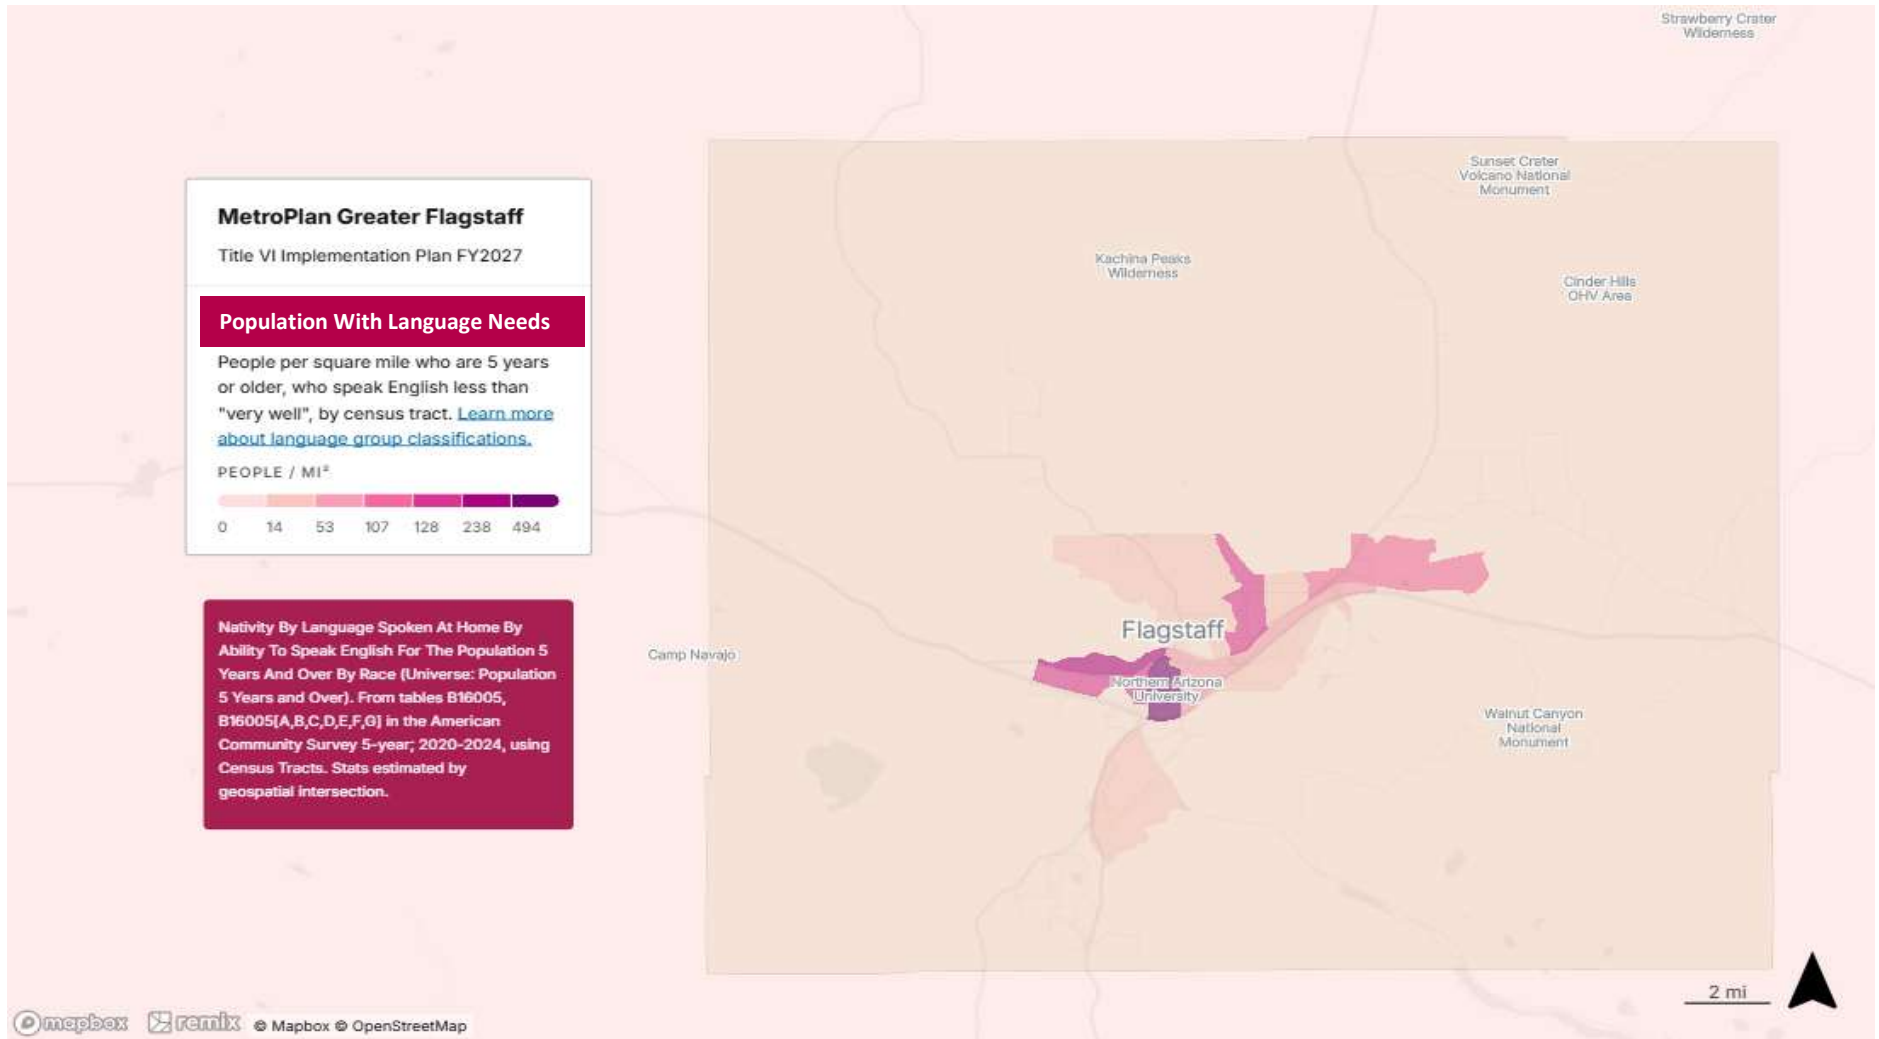 Strawberry Crater
Wilderness
Sunset Crater
Volcano National
Monument
MetroPlan Greater Flagstaff
Title VI Implementation Plan FY2027
Kachina Peaks
Wilderness
Cinder Hills
OHV Area
Population With Language Needs
People per square mile who are 5 years
or older, who speak English less than
"very well", by census tract. Learn more
about language group classifications.
PEOPLE / MI²
0 14 53 107 128 238 494
Nativity By Language Spoken At Home By
Ability To Speak English For The Population 5
Years And Over By Race (Universe: Population
5 Years and Over). From tables B16005,
B16005[A,B,C,D,E,F,G] in the American
Community Survey 5-year; 2020-2024, using
Census Tracts. Stats estimated by
geospatial intersection.
Flagstaff
Camp Navajo
Northern Arizona
University
Walnut Canyon
National
Monument
2 mi
mapbox remix © Mapbox © OpenStreetMap